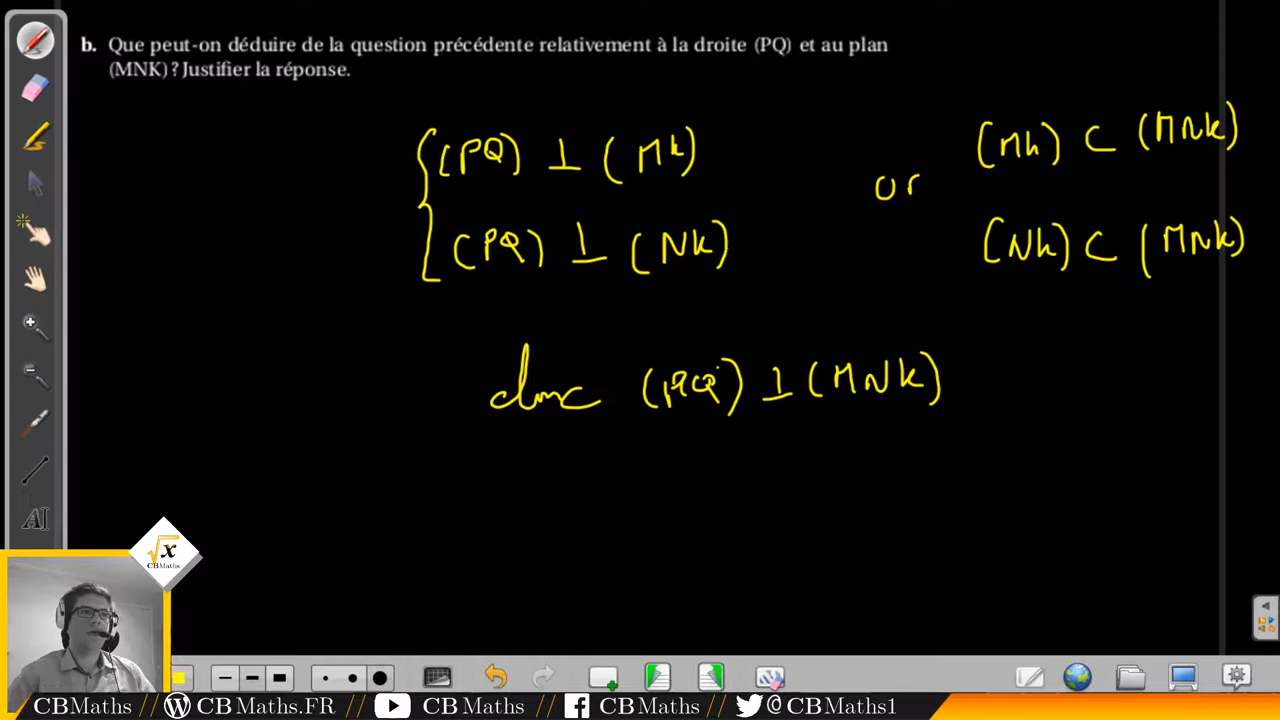 b. Que peut-on déduire de la question précédente relativement à la droite (PQ) et au plan
(MNK) ? Justifier la réponse.
(PQ) ⊥ (MK)
(PQ) ⊥ (NK)
or
(MK) ⊂ (MNK)
(NK) ⊂ (MNK)
donc (PQ) ⊥ (MNK)
AI
√x
CBMaths
CBMaths CBMaths.FR CBMaths CBMaths @CBMaths1